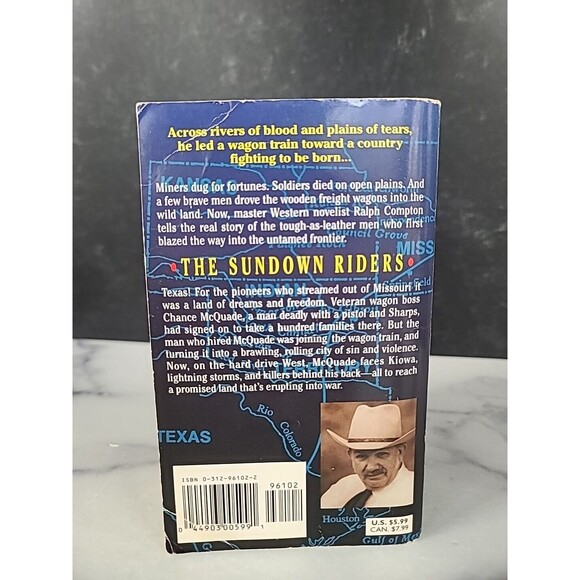 Across rivers of blood and plains of tears,
he led a wagon train toward a country
fighting to be born...
KANSAS
Miners dug for fortunes. Soldiers died on open plains. And
a few brave men drove the wooden freight wagons into the
wild land. Now, master Western novelist Ralph Compton
tells the real story of the tough-as-leather men who first
blazed the way into the untamed frontier.
Council Grove
MISS
• THE SUNDOWN RIDERS •
Texas! For the pioneers who streamed out of Missouri it
was a land of dreams and freedom. Veteran wagon boss
Chance McQuade, a man deadly with a pistol and Sharps,
had signed on to take a hundred families there. But the
man who hired McQuade was joining the wagon train, and
turning it into a brawling, rolling city of sin and violence.
Now, on the hard drive West, McQuade faces Kiowa,
lightning storms, and killers behind his back—all to reach
a promised land that's erupting into war.
TEXAS
Rio
Colorado
ISBN 0-312-96102-2
96102
0 44903 00599 1
Houston
U.S. $5.99
CAN. $7.99
Gulf of Me